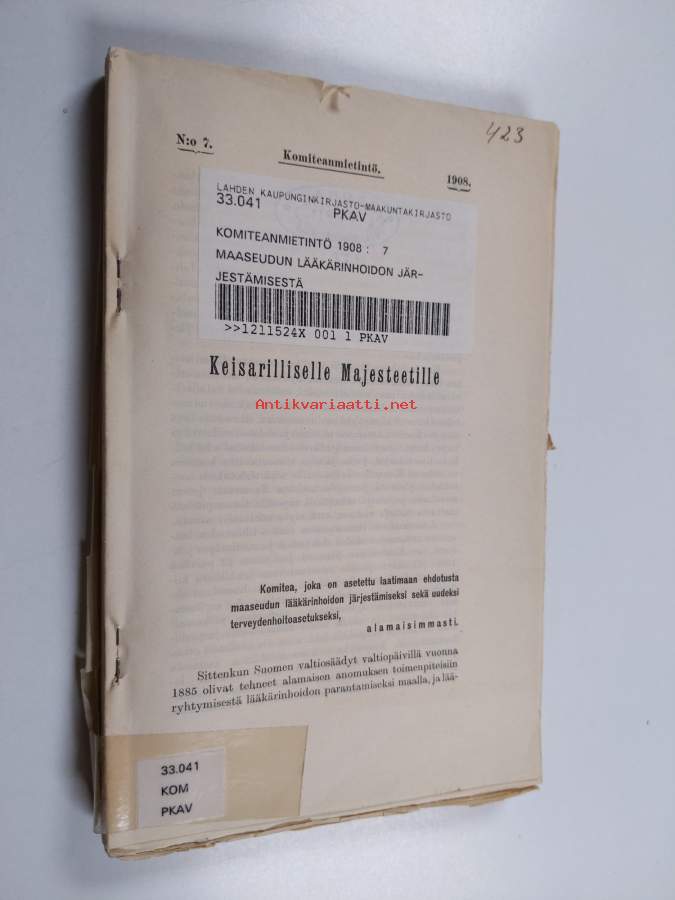 423
N:o 7.
Komiteanmietintö.
1908.
LAHDEN KAUPUNGINKIRJASTO-MAAKUNTAKIRJASTO
33.041 PKAV
KOMITEANMIETINTÖ 1908 : 7
MAASEUDUN LÄÄKÄRINHOIDON JÄR-
JESTÄMISESTÄ
>>1211524X 001 1 PKAV
Keisarilliselle Majesteetille
Antikvariaatti.net
Komitea, joka on asetettu laatimaan ehdotusta
maaseudun lääkärinhoidon järjestämiseksi sekä uudeksi
terveydenhoitoasetukseksi,
alamaisimmasti.
Sittenkun Suomen valtiosäädyt valtiopäivillä vuonna
1885 olivat tehneet alamaisen anomuksen toimenpiteisiin
ryhtymisestä lääkärinhoidon parantamiseksi maalla, ja lää-
33.041
KOM
PKAV